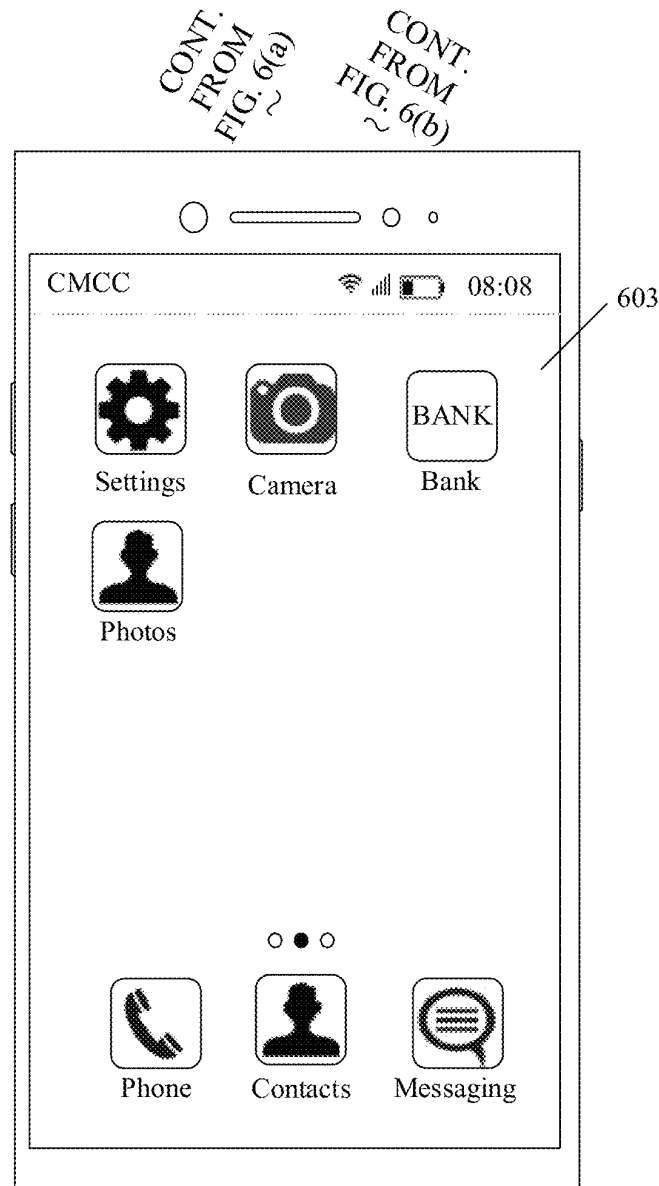 CONT.
FROM
FIG. 6(a)
CONT.
FROM
FIG. 6(b)
CMCC 08:08
603
BANK
Settings Camera Bank
Photos
Phone Contacts Messaging